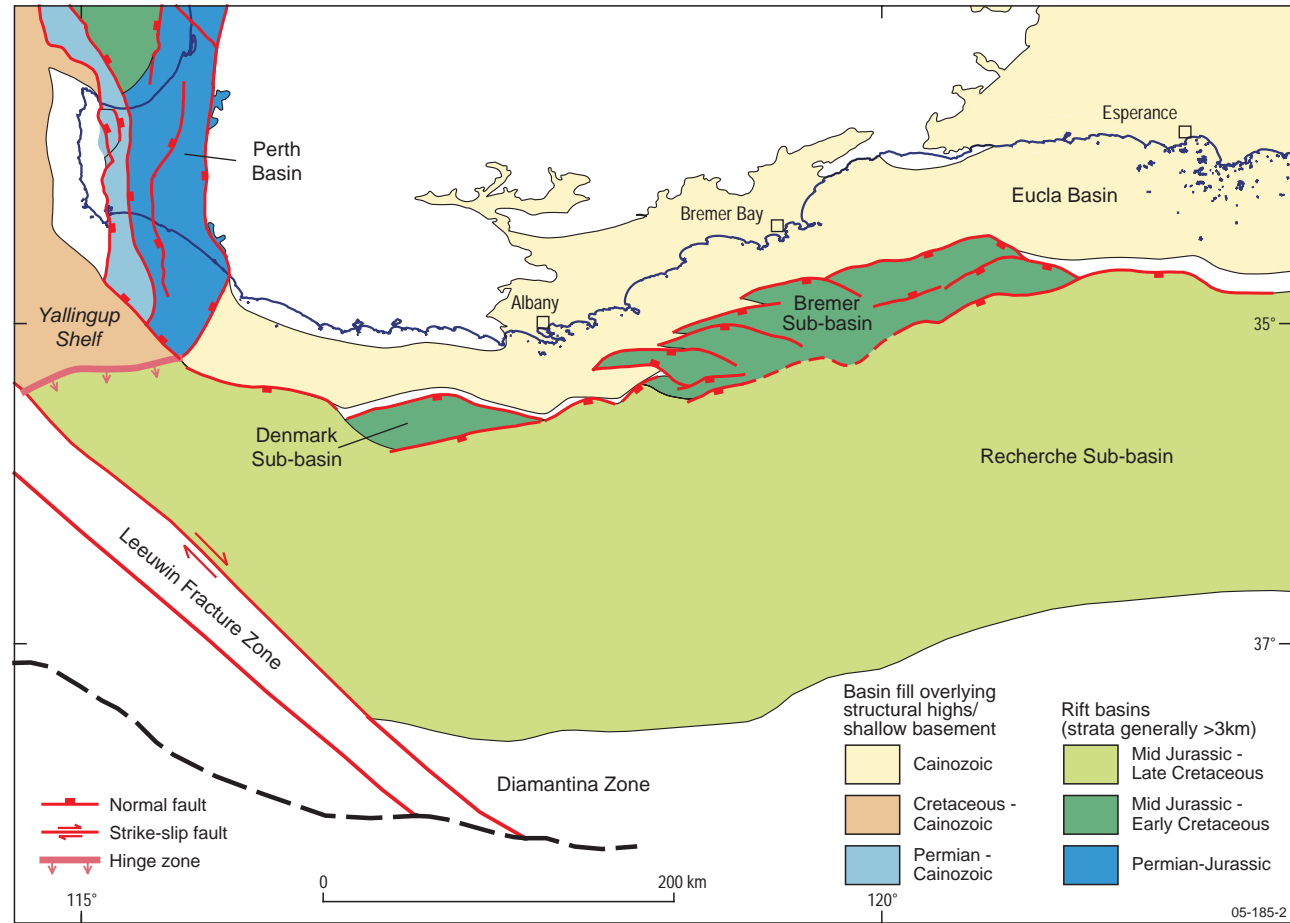 Esperance
Perth
Basin
Eucla Basin
Bremer Bay
Albany
Bremer
Sub-basin
Yallingup
Shelf
35°
Denmark
Sub-basin
Recherche Sub-basin
Leeuwin Fracture Zone
37°
Diamantina Zone
Normal fault
Strike-slip fault
Hinge zone
Basin fill overlying
structural highs/
shallow basement
Cainozoic
Cretaceous -
Cainozoic
Permian -
Cainozoic
Rift basins
(strata generally >3km)
Mid Jurassic -
Late Cretaceous
Mid Jurassic -
Early Cretaceous
Permian-Jurassic
0
200 km
115°
120°
05-185-2